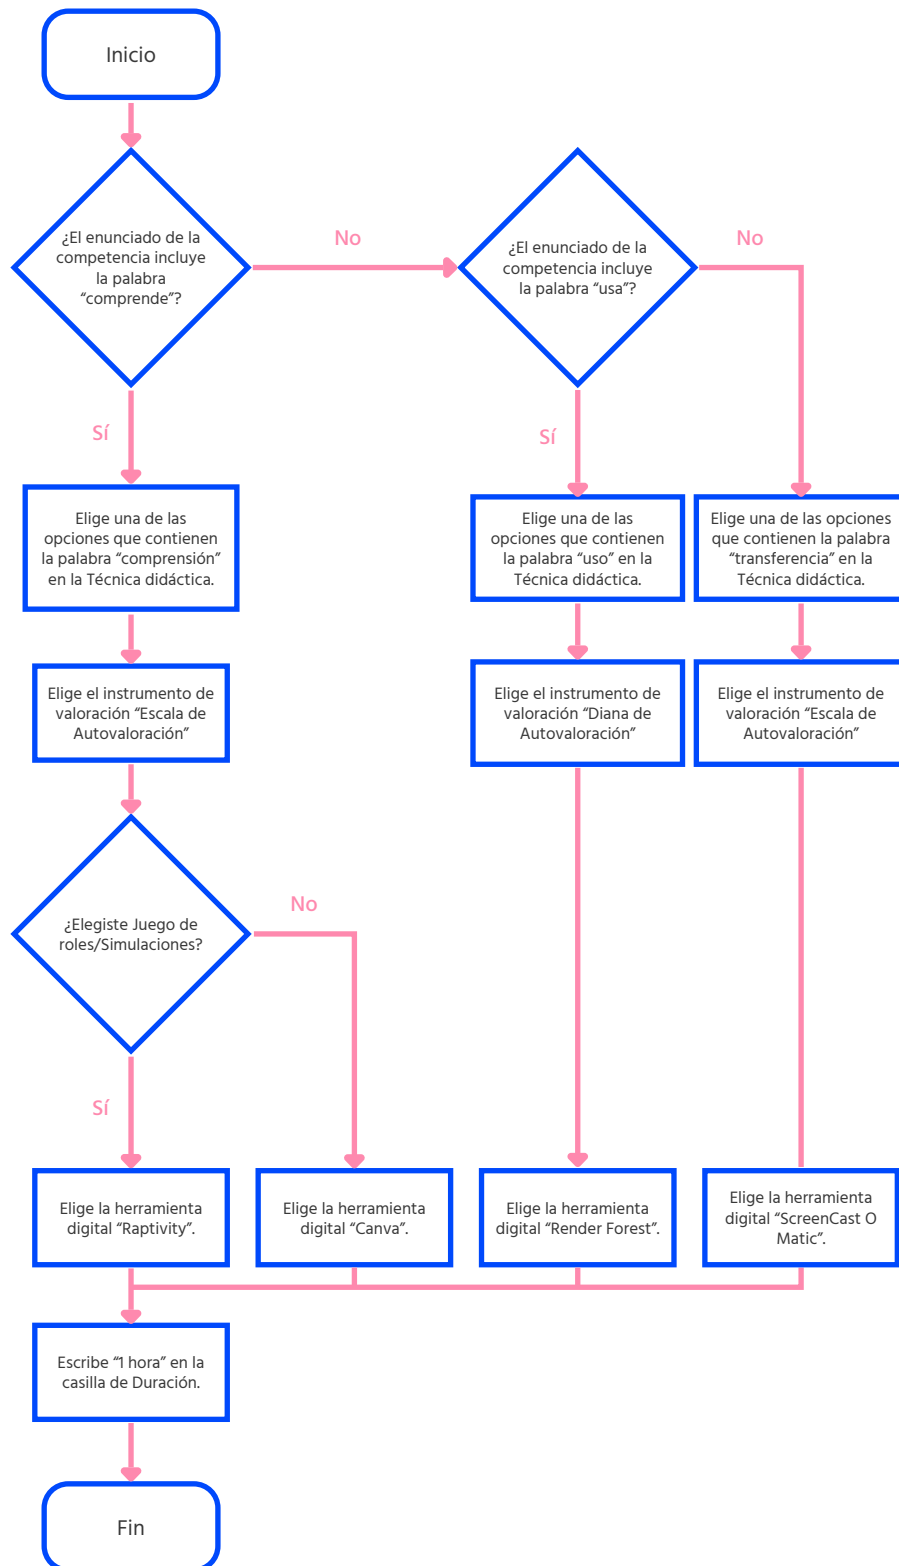 Inicio
¿El enunciado de la
competencia incluye
la palabra
“comprende”?
No
¿El enunciado de la
competencia incluye
la palabra “usa”?
No
Sí
Sí
Elige una de las
opciones que contienen
la palabra “comprensión”
en la Técnica didáctica.
Elige una de las
opciones que contienen
la palabra “uso” en la
Técnica didáctica.
Elige una de las opciones
que contienen la palabra
“transferencia” en la
Técnica didáctica.
Elige el instrumento de
valoración “Escala de
Autovaloración”
Elige el instrumento de
valoración “Diana de
Autovaloración”
Elige el instrumento de
valoración “Escala de
Autovaloración”
¿Elegiste Juego de
roles/Simulaciones?
No
Sí
Elige la herramienta
digital “Raptivity”.
Elige la herramienta
digital “Canva”.
Elige la herramienta
digital “Render Forest”.
Elige la herramienta
digital “ScreenCast O
Matic”.
Escribe “1 hora” en la
casilla de Duración.
Fin